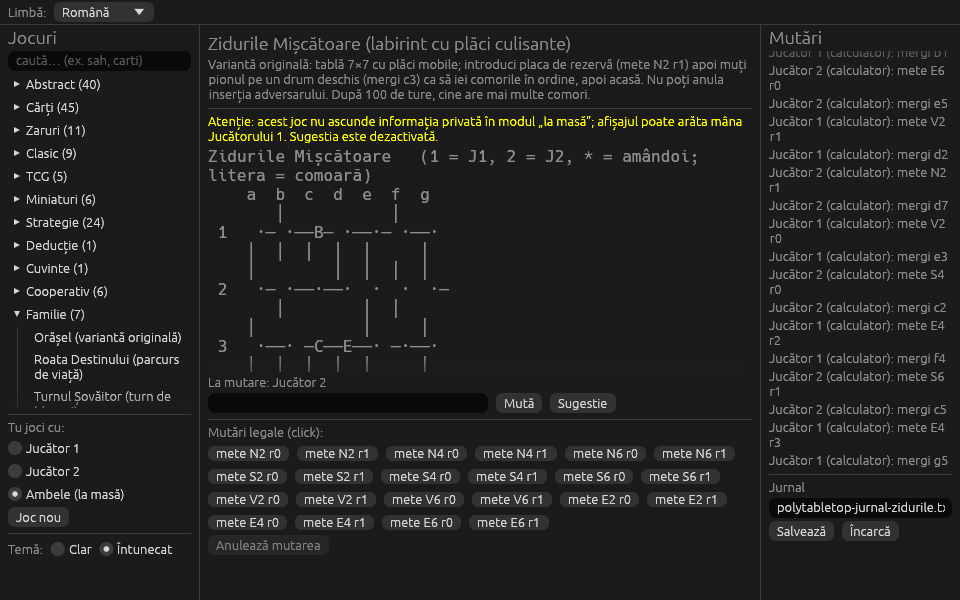 Limbă: Română
Jocuri
caută... (ex. sah, carti)
Abstract (40)
Cărți (45)
Zaruri (11)
Clasic (9)
TCG (5)
Miniaturi (6)
Strategie (24)
Deducție (1)
Cuvinte (1)
Cooperativ (6)
Familie (7)
Orășel (variantă originală)
Roata Destinului (parcurs
de viață)
Turnul Șovăitor (turn de
Tu joci cu:
Jucător 1
Jucător 2
Ambele (la masă)
Joc nou
Temă: Clar Întunecat
Zidurile Mișcătoare (labirint cu plăci culisante)
Variantă originală: tablă 7×7 cu plăci mobile; introduci placa de rezervă (mete N2 r1) apoi muți
pionul pe un drum deschis (mergi c3) ca să iei comorile în ordine, apoi acasă. Nu poți anula
inserția adversarului. După 100 de ture, cine are mai multe comori.
Atenție: acest joc nu ascunde informația privată în modul „la masă”; afișajul poate arăta mâna
Jucătorului 1. Sugestia este dezactivată.
Zidurile Mișcătoare (1 = J1, 2 = J2, * = amândoi;
litera = comoară)
a b c d e f g
1 B
2
3 C E
La mutare: Jucător 2
Mută Sugestie
Mutări legale (click):
mete N2 r0 mete N2 r1 mete N4 r0 mete N4 r1 mete N6 r0 mete N6 r1
mete S2 r0 mete S2 r1 mete S4 r0 mete S4 r1 mete S6 r0 mete S6 r1
mete V2 r0 mete V2 r1 mete V6 r0 mete V6 r1 mete E2 r0 mete E2 r1
mete E4 r0 mete E4 r1 mete E6 r0 mete E6 r1
Anulează mutarea
Mutări
Jucător 1 (calculator): mergi b1
Jucător 2 (calculator): mete E6
r0
Jucător 2 (calculator): mergi e5
Jucător 1 (calculator): mete V2
r1
Jucător 1 (calculator): mergi d2
Jucător 2 (calculator): mete N2
r1
Jucător 2 (calculator): mergi d7
Jucător 1 (calculator): mete V2
r0
Jucător 1 (calculator): mergi e3
Jucător 2 (calculator): mete S4
r0
Jucător 2 (calculator): mergi c2
Jucător 1 (calculator): mete E4
r2
Jucător 1 (calculator): mergi f4
Jucător 2 (calculator): mete S6
r1
Jucător 2 (calculator): mergi c5
Jucător 1 (calculator): mete E4
r3
Jucător 1 (calculator): mergi g5
Jurnal
polytabletop-jurnal-zidurile.tx
Salvează Încarcă